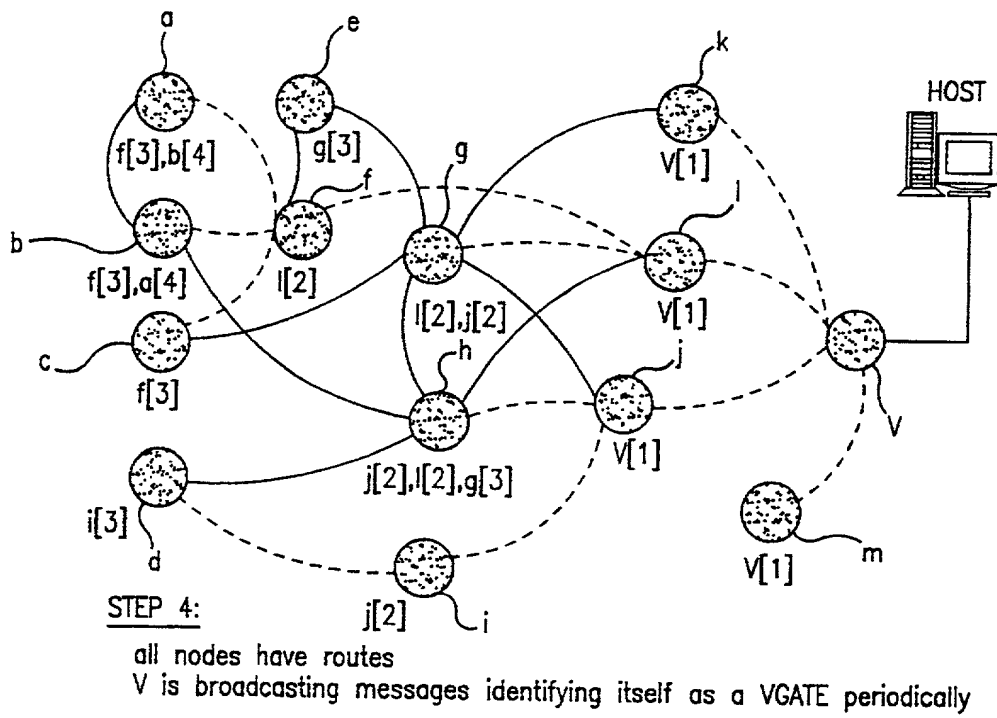 a
e
k
HOST
f[3],b[4]
g[3]
f
g
V[1]
l
b
f[3],a[4]
l[2]
l[2],j[2]
V[1]
c
f[3]
h
j
V
j[2],l[2],g[3]
V[1]
i[3]
d
V[1]
m
j[2]
i
STEP 4:
all nodes have routes
V is broadcasting messages identifying itself as a VGATE periodically